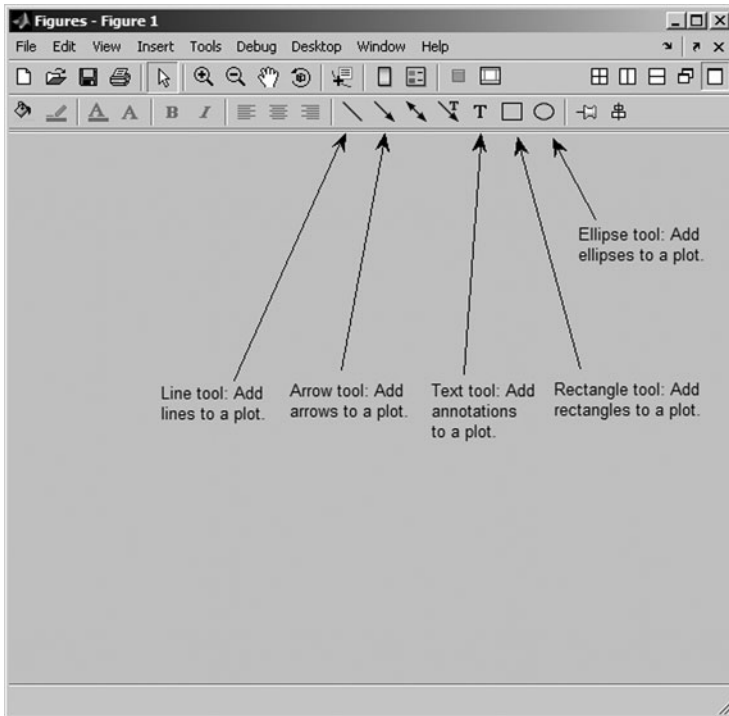 Figures - Figure 1
File Edit View Insert Tools Debug Desktop Window Help
A A B I T T
Ellipse tool: Add
ellipses to a plot.
Line tool: Add
lines to a plot.
Arrow tool: Add
arrows to a plot.
Text tool: Add
annotations
to a plot.
Rectangle tool: Add
rectangles to a plot.